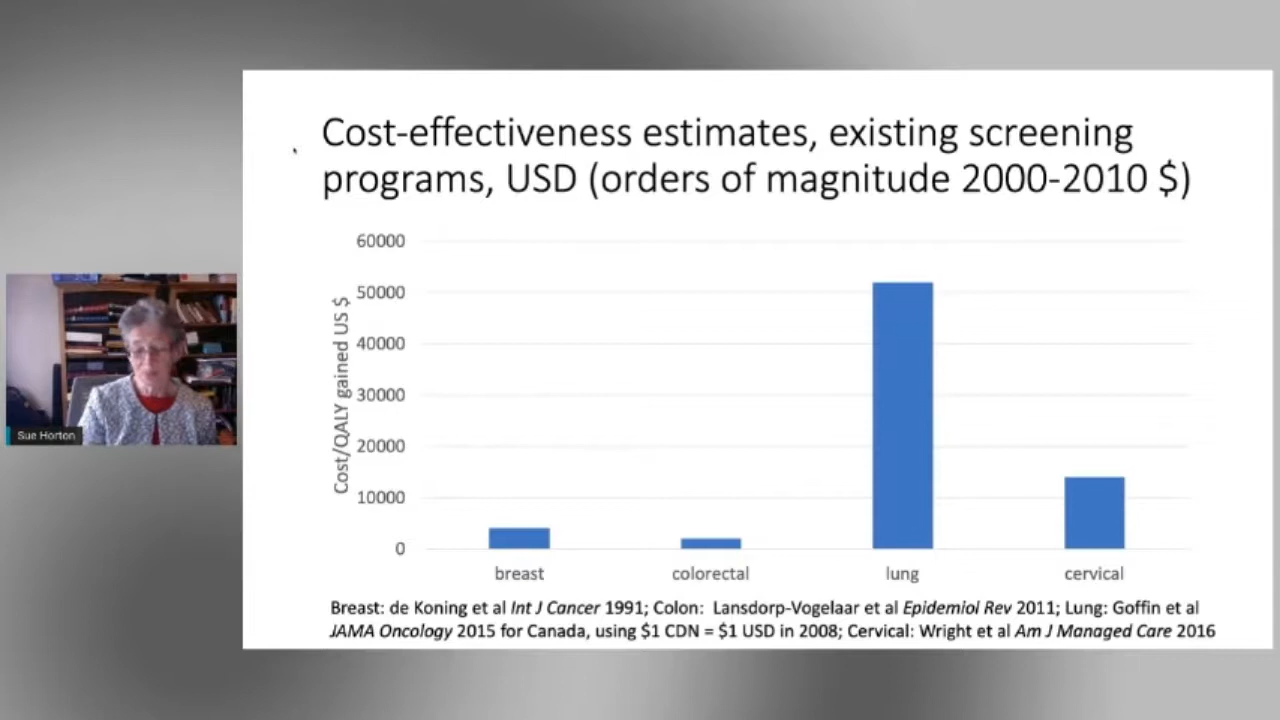 Cost-effectiveness estimates, existing screening
programs, USD (orders of magnitude 2000-2010 $)
Cost/QALY gained US $
60000
50000
40000
30000
20000
10000
0
breast
colorectal
lung
cervical
Breast: de Koning et al Int J Cancer 1991; Colon: Lansdorp-Vogelaar et al Epidemiol Rev 2011; Lung: Goffin et al
JAMA Oncology 2015 for Canada, using $1 CDN = $1 USD in 2008; Cervical: Wright et al Am J Managed Care 2016
Sue Horton